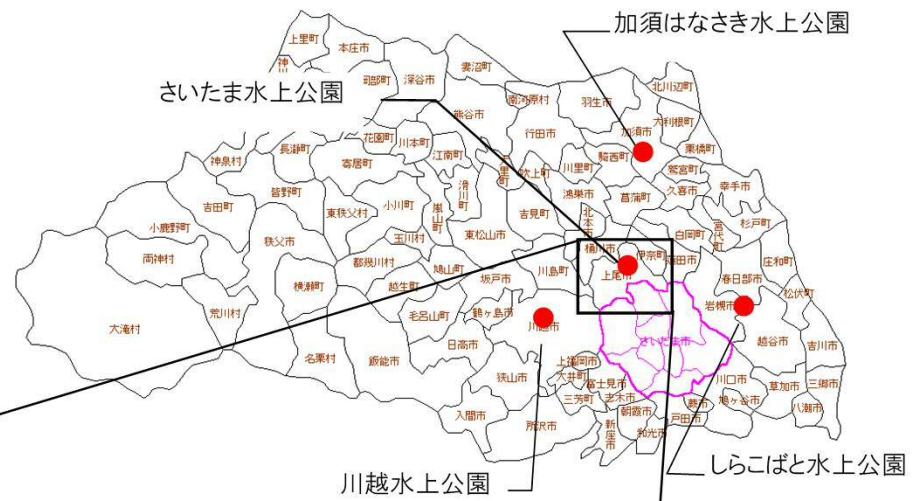 加須はなさき水上公園
さいたま水上公園
川越水上公園
しらこばと水上公園
上里町
本庄市
岡部町
深谷市
妻沼町
熊谷市
南河原村
羽生市
北川辺町
行田市
加須市
大利根町
栗橋町
神泉村
長瀞町
花園町
川本町
寄居町
江南町
吹上町
川里町
騎西町
鷲宮町
久喜市
幸手市
吉田町
皆野町
小鹿野町
東秩父村
小川町
嵐山町
滑川町
吉見町
鴻巣市
菖蒲町
北本市
白岡町
宮代町
杉戸町
両神村
秩父市
玉川村
東松山市
桶川市
伊奈町
蓮田市
庄和町
都幾川村
鳩山町
川島町
上尾市
春日部市
横瀬町
越生町
坂戸市
松伏町
大滝村
荒川村
毛呂山町
鶴ヶ島市
川越市
岩槻市
さいたま市
越谷市
吉川市
名栗村
飯能市
日高市
狭山市
上福岡市
大井町
富士見市
三芳町
志木市
川口市
鳩ヶ谷市
草加市
三郷市
八潮市
蕨市
戸田市
入間市
所沢市
新座市
朝霞市
和光市